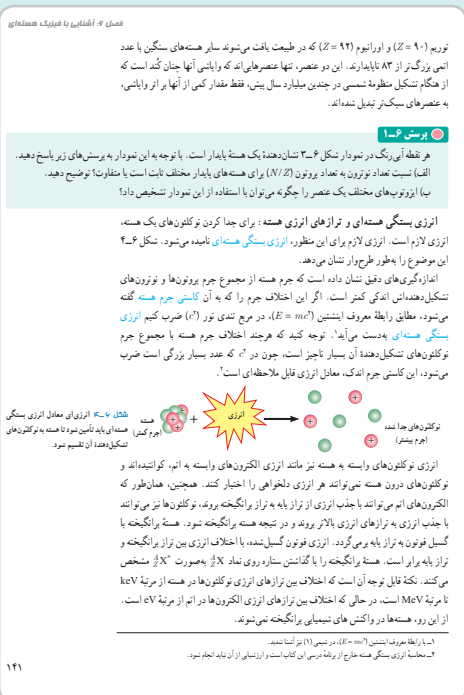 فصل ۶: آشنایی با فیزیک هسته‌ای
توریم (Z = ۹۰) و اورانیوم (Z = ۹۲) که در طبیعت یافت می‌شوند سایر هسته‌های سنگین با عدد
اتمی بزرگ‌تر از ۸۳ ناپایدارند. این دو عنصر، تنها عنصرهایی‌اند که واپاشی آنها چنان کُند است که
از هنگام تشکیل منظومهٔ شمسی در چندین میلیارد سال پیش، فقط مقدار کمی از آنها بر اثر واپاشی،
به عنصرهای سبک‌تر تبدیل شده‌اند.
پرسش ۶ــ۱
هر نقطه آبی‌رنگ در نمودار شکل ۶ــ۳ نشان‌دهندهٔ یک هستهٔ پایدار است. با توجه به این نمودار به پرسش‌های زیر پاسخ دهید.
الف) نسبت تعداد نوترون به تعداد پروتون (N/Z) برای هسته‌های پایدار مختلف ثابت است یا متفاوت؟ توضیح دهید.
ب) ایزوتوپ‌های مختلف یک عنصر را چگونه می‌توان با استفاده از این نمودار تشخیص داد؟
انرژی بستگی هسته‌ای و ترازهای انرژی هسته : برای جدا کردن نوکلئون‌های یک هسته،
انرژی لازم است. انرژی لازم برای این منظور، انرژی بستگی هسته‌ای نامیده می‌شود. شکل ۶ــ۴
این موضوع را به‌طور طرح‌وار نشان می‌دهد.
اندازه‌گیری‌های دقیق نشان داده است که جرم هسته از مجموع جرم پروتون‌ها و نوترون‌های
تشکیل‌دهنده‌اش اندکی کمتر است. اگر این اختلاف جرم را که به آن کاستی جرم هسته گفته
می‌شود، مطابق رابطهٔ معروف اینشتین (E = mc۲)، در مربع تندی نور (c۲) ضرب کنیم انرژی
بستگی هسته‌ای به‌دست می‌آید۱. توجه کنید که هرچند اختلاف جرم هسته با مجموع جرم
نوکلئون‌های تشکیل‌دهندهٔ آن بسیار ناچیز است، چون در c۲ که عدد بسیار بزرگی است ضرب
می‌شود، این کاستی جرم اندک، معادل انرژی قابل ملاحظه‌ای است۲.
نوکلئون‌های جدا شده
(جرم بیشتر)
انرژی
+
هسته
(جرم کمتر)
شکل ۶ــ۴ انرژی‌ای معادل انرژی بستگی
هسته‌ای باید تأمین شود تا هسته به نوکلئون‌های
تشکیل‌دهندهٔ آن تقسیم شود.
انرژی نوکلئون‌های وابسته به هسته نیز مانند انرژی الکترون‌های وابسته به اتم، کوانتیده‌اند و
نوکلئون‌های درون هسته نمی‌توانند هر انرژی دلخواهی را اختیار کنند. همچنین، همان‌طور که
الکترون‌های اتم می‌توانند با جذب انرژی از تراز پایه به تراز برانگیخته بروند، نوکلئون‌ها نیز می‌توانند
با جذب انرژی به ترازهای انرژی بالاتر بروند و در نتیجه هسته برانگیخته شود. هستهٔ برانگیخته با
گسیل فوتون به تراز پایه برمی‌گردد. انرژی فوتون گسیل‌شده، با اختلاف انرژی بین تراز برانگیخته و
تراز پایه برابر است. هستهٔ برانگیخته را با گذاشتن ستاره روی نماد ᴬ_Z X به‌صورت ᴬ_Z X* مشخص
می‌کنند. نکتهٔ قابل توجه آن است که اختلاف بین ترازهای انرژی نوکلئون‌ها در هسته از مرتبهٔ keV
تا مرتبهٔ MeV است، در حالی که اختلاف بین ترازهای انرژی الکترون‌ها در اتم از مرتبهٔ eV است.
از این رو، هسته‌ها در واکنش های شیمیایی برانگیخته نمی‌شوند.
۱ــ با رابطهٔ معروف اینشتین (E= mc۲)، در شیمی (۱) نیز آشنا شدید.
۲ــ محاسبهٔ انرژی بستگی هسته خارج از برنامهٔ درسی این کتاب است و ارزشیابی از آن نباید انجام شود.
۱۴۱